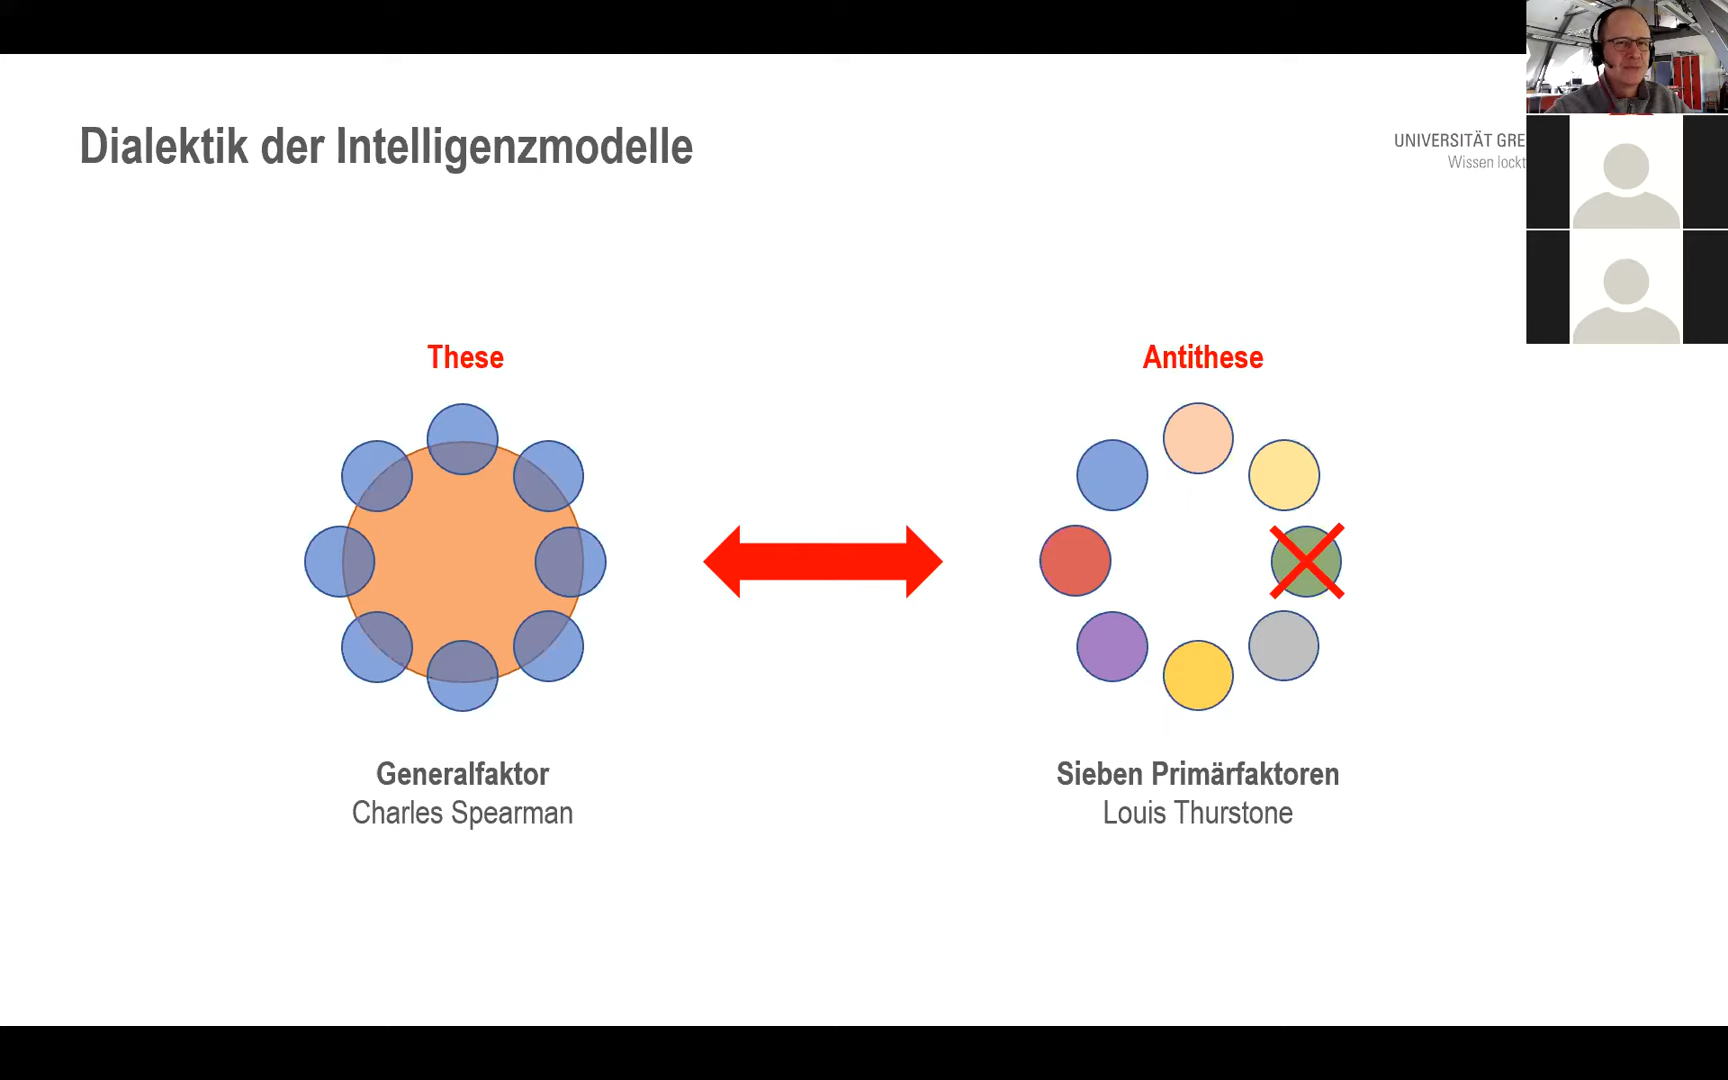 Dialektik der Intelligenzmodelle
UNIVERSITÄT GRE
Wissen lockt
These
Antithese
Generalfaktor
Charles Spearman
Sieben Primärfaktoren
Louis Thurstone